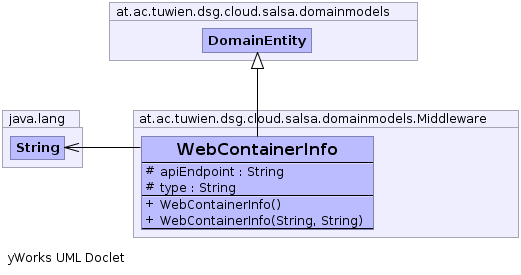 at.ac.tuwien.dsg.cloud.salsa.domainmodels
DomainEntity
java.lang
String
at.ac.tuwien.dsg.cloud.salsa.domainmodels.Middleware
WebContainerInfo
# apiEndpoint : String
# type : String
+ WebContainerInfo()
+ WebContainerInfo(String, String)
yWorks UML Doclet